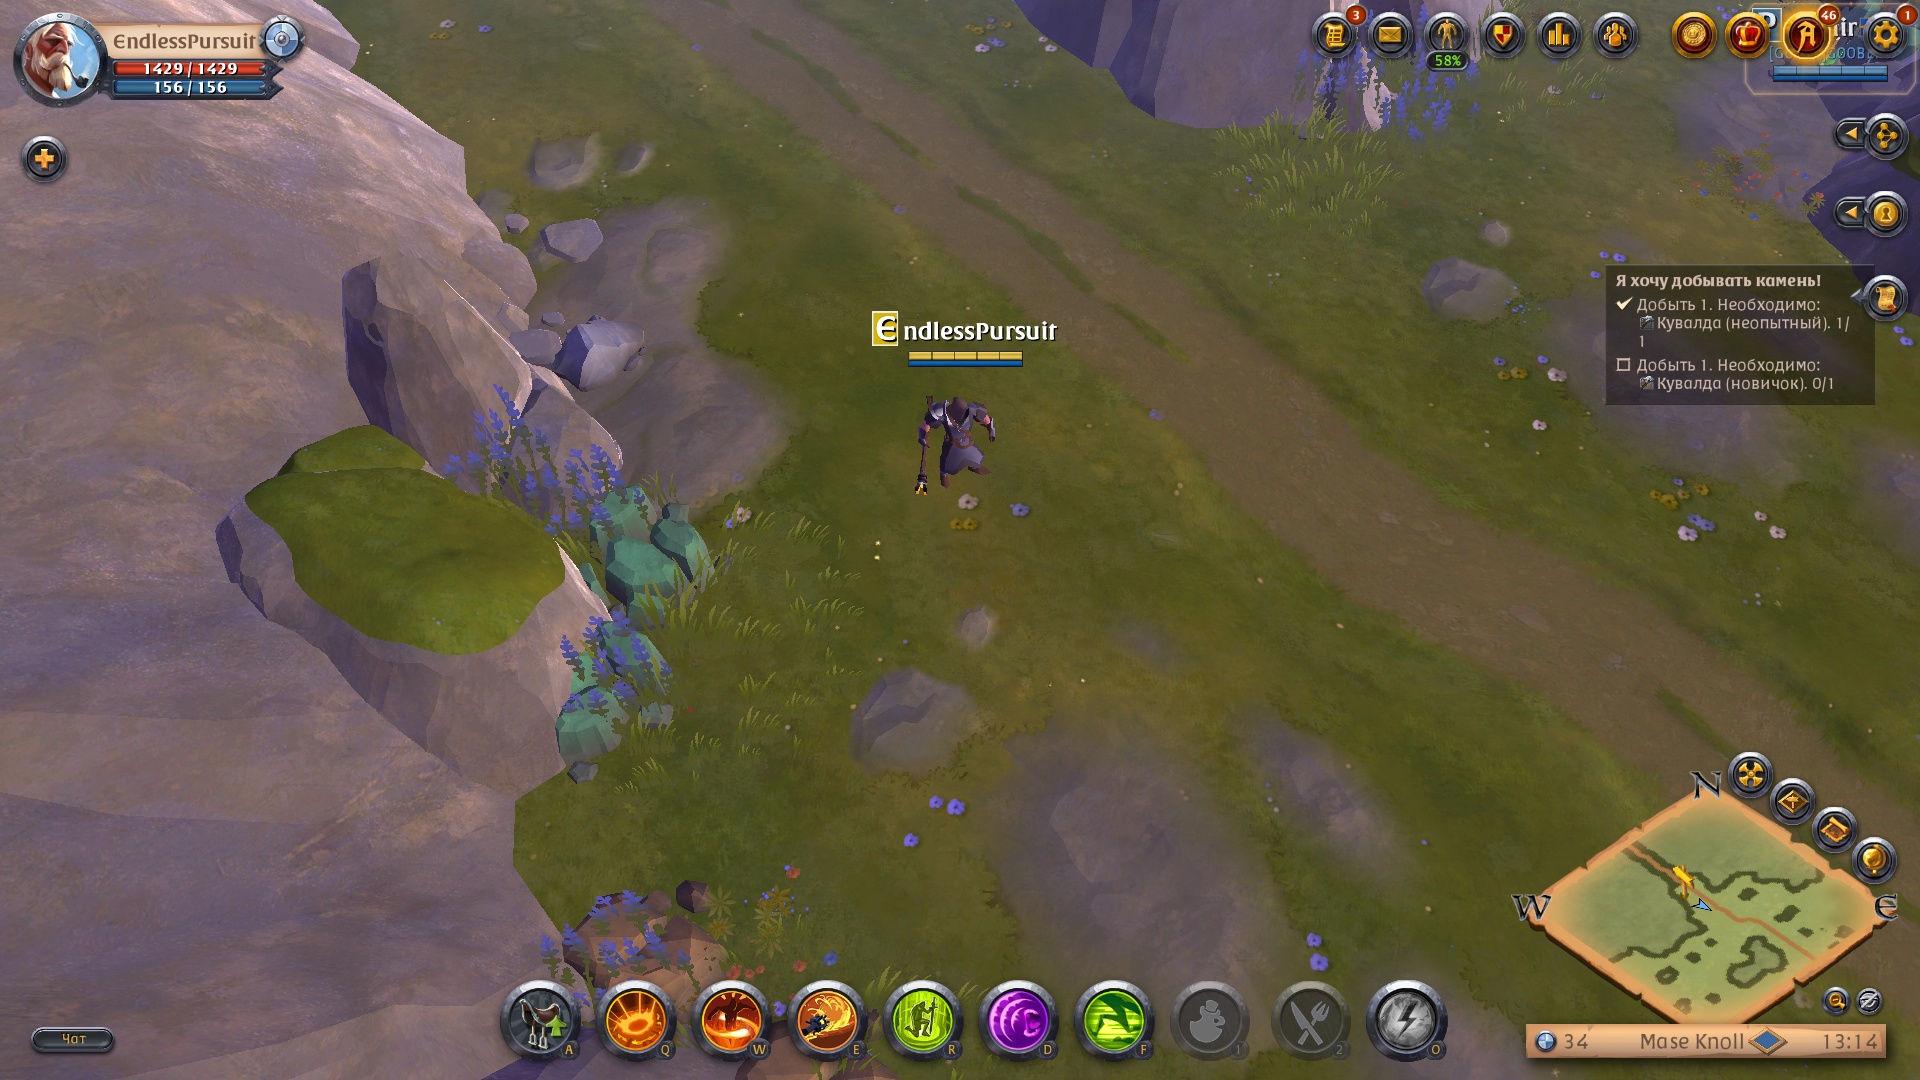 EndlessPursuit
1429 / 1429
156 / 156
3
58%
46
1
Я хочу добывать камень!
Добыть 1. Необходимо:
Кувалда (неопытный). 1/
1
Добыть 1. Необходимо:
Кувалда (новичок). 0/1
EndlessPursuit
N
W
E
A
Q
W
E
R
D
F
1
2
O
Чат
34
Mase Knoll
13:14